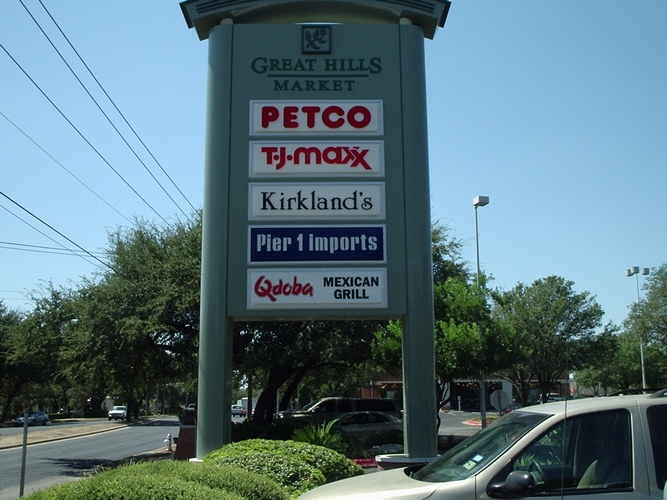 GREAT HILLS
MARKET
PETCO
T·J·maxx
Kirkland's
Pier 1 imports
Qdoba MEXICAN
GRILL